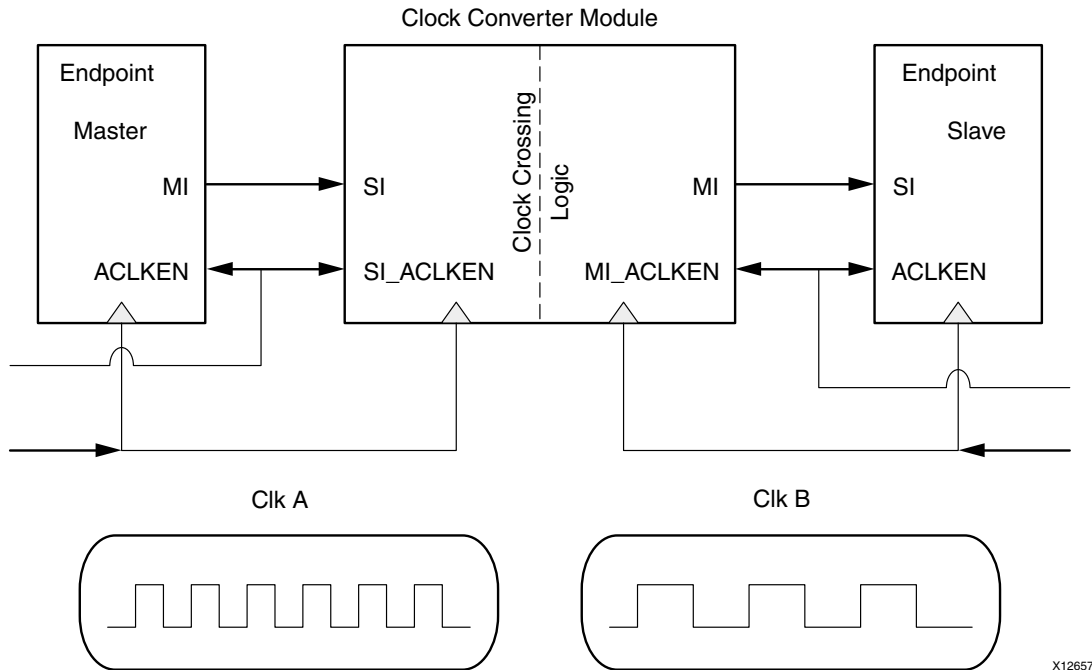 Clock Converter Module
Endpoint
Master
MI
ACLKEN
SI
SI_ACLKEN
Clock Crossing
Logic
MI
MI_ACLKEN
Endpoint
Slave
SI
ACLKEN
Clk A
Clk B
X12657